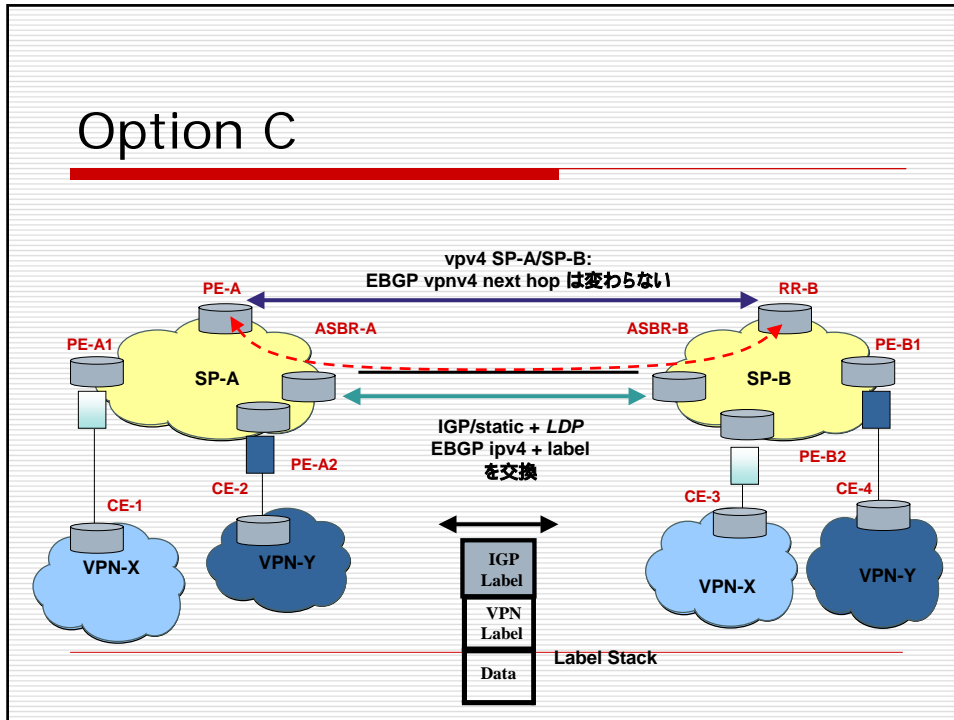 Option C
vpv4 SP-A/SP-B:
EBGP vpnv4 next hop は変わらない
PE-A
RR-B
ASBR-A
ASBR-B
PE-A1
PE-B1
SP-A
SP-B
IGP/static + LDP
EBGP ipv4 + label
を交換
PE-A2
PE-B2
CE-2
CE-3
CE-4
CE-1
VPN-X
VPN-Y
VPN-X
VPN-Y
IGP
Label
VPN
Label
Label Stack
Data